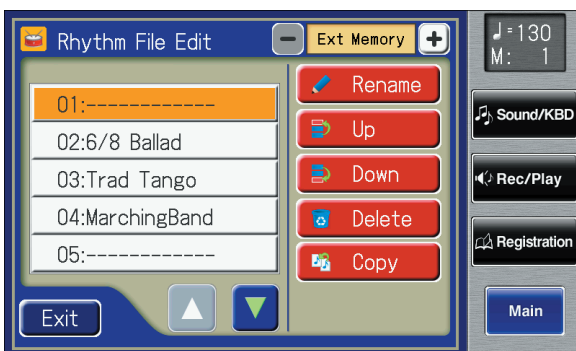 Rhythm File Edit
Ext Memory
♩=130
M: 1
01:------------
02:6/8 Ballad
03:Trad Tango
04:MarchingBand
05:------------
Rename
Up
Down
Delete
Copy
Exit
Sound/KBD
Rec/Play
Registration
Main